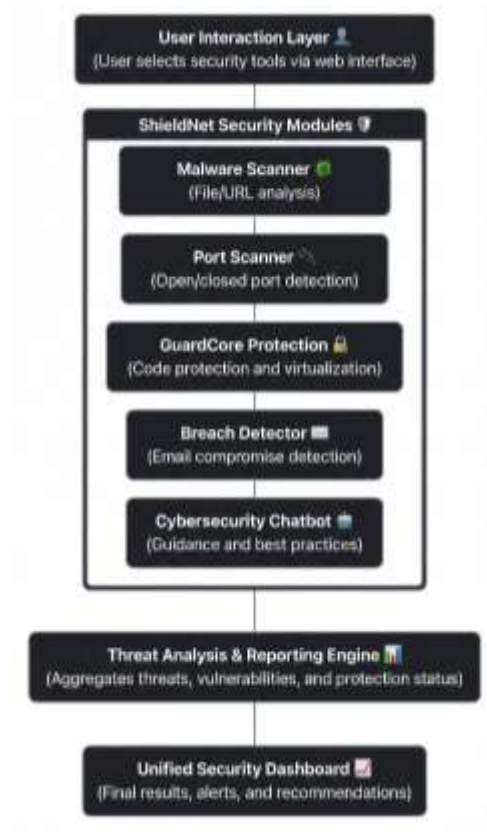 User Interaction Layer 👤
(User selects security tools via web interface)
ShieldNet Security Modules 🛡
Malware Scanner
(File/URL analysis)
Port Scanner 🔌
(Open/closed port detection)
GuardCore Protection 🔒
(Code protection and virtualization)
Breach Detector 📧
(Email compromise detection)
Cybersecurity Chatbot 🤖
(Guidance and best practices)
Threat Analysis & Reporting Engine 📊
(Aggregates threats, vulnerabilities, and protection status)
Unified Security Dashboard 📈
(Final results, alerts, and recommendations)